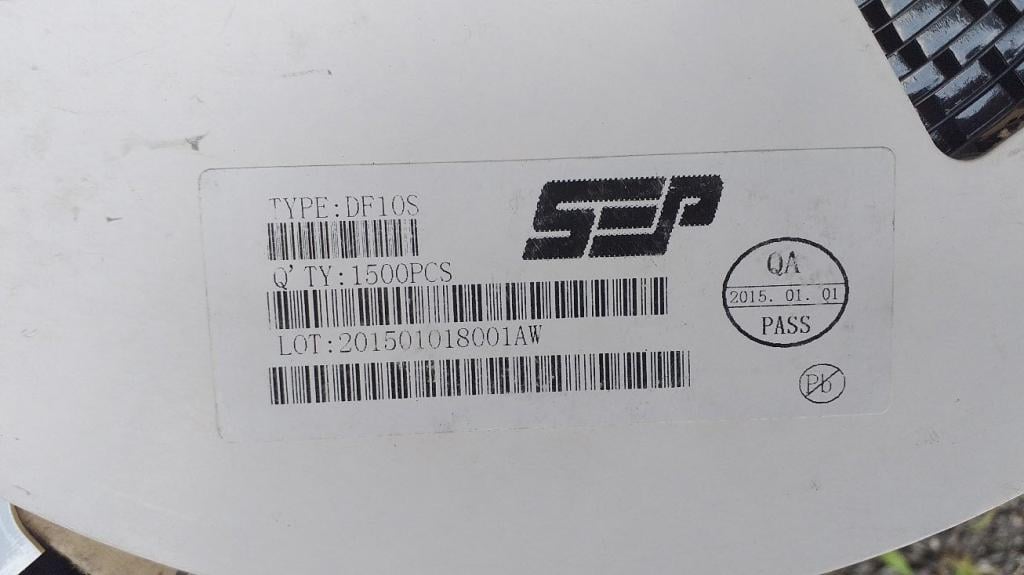 TYPE:DF10S
SEP
Q'TY:1500PCS
LOT:201501018001AW
QA
2015. 01. 01
PASS
Pb